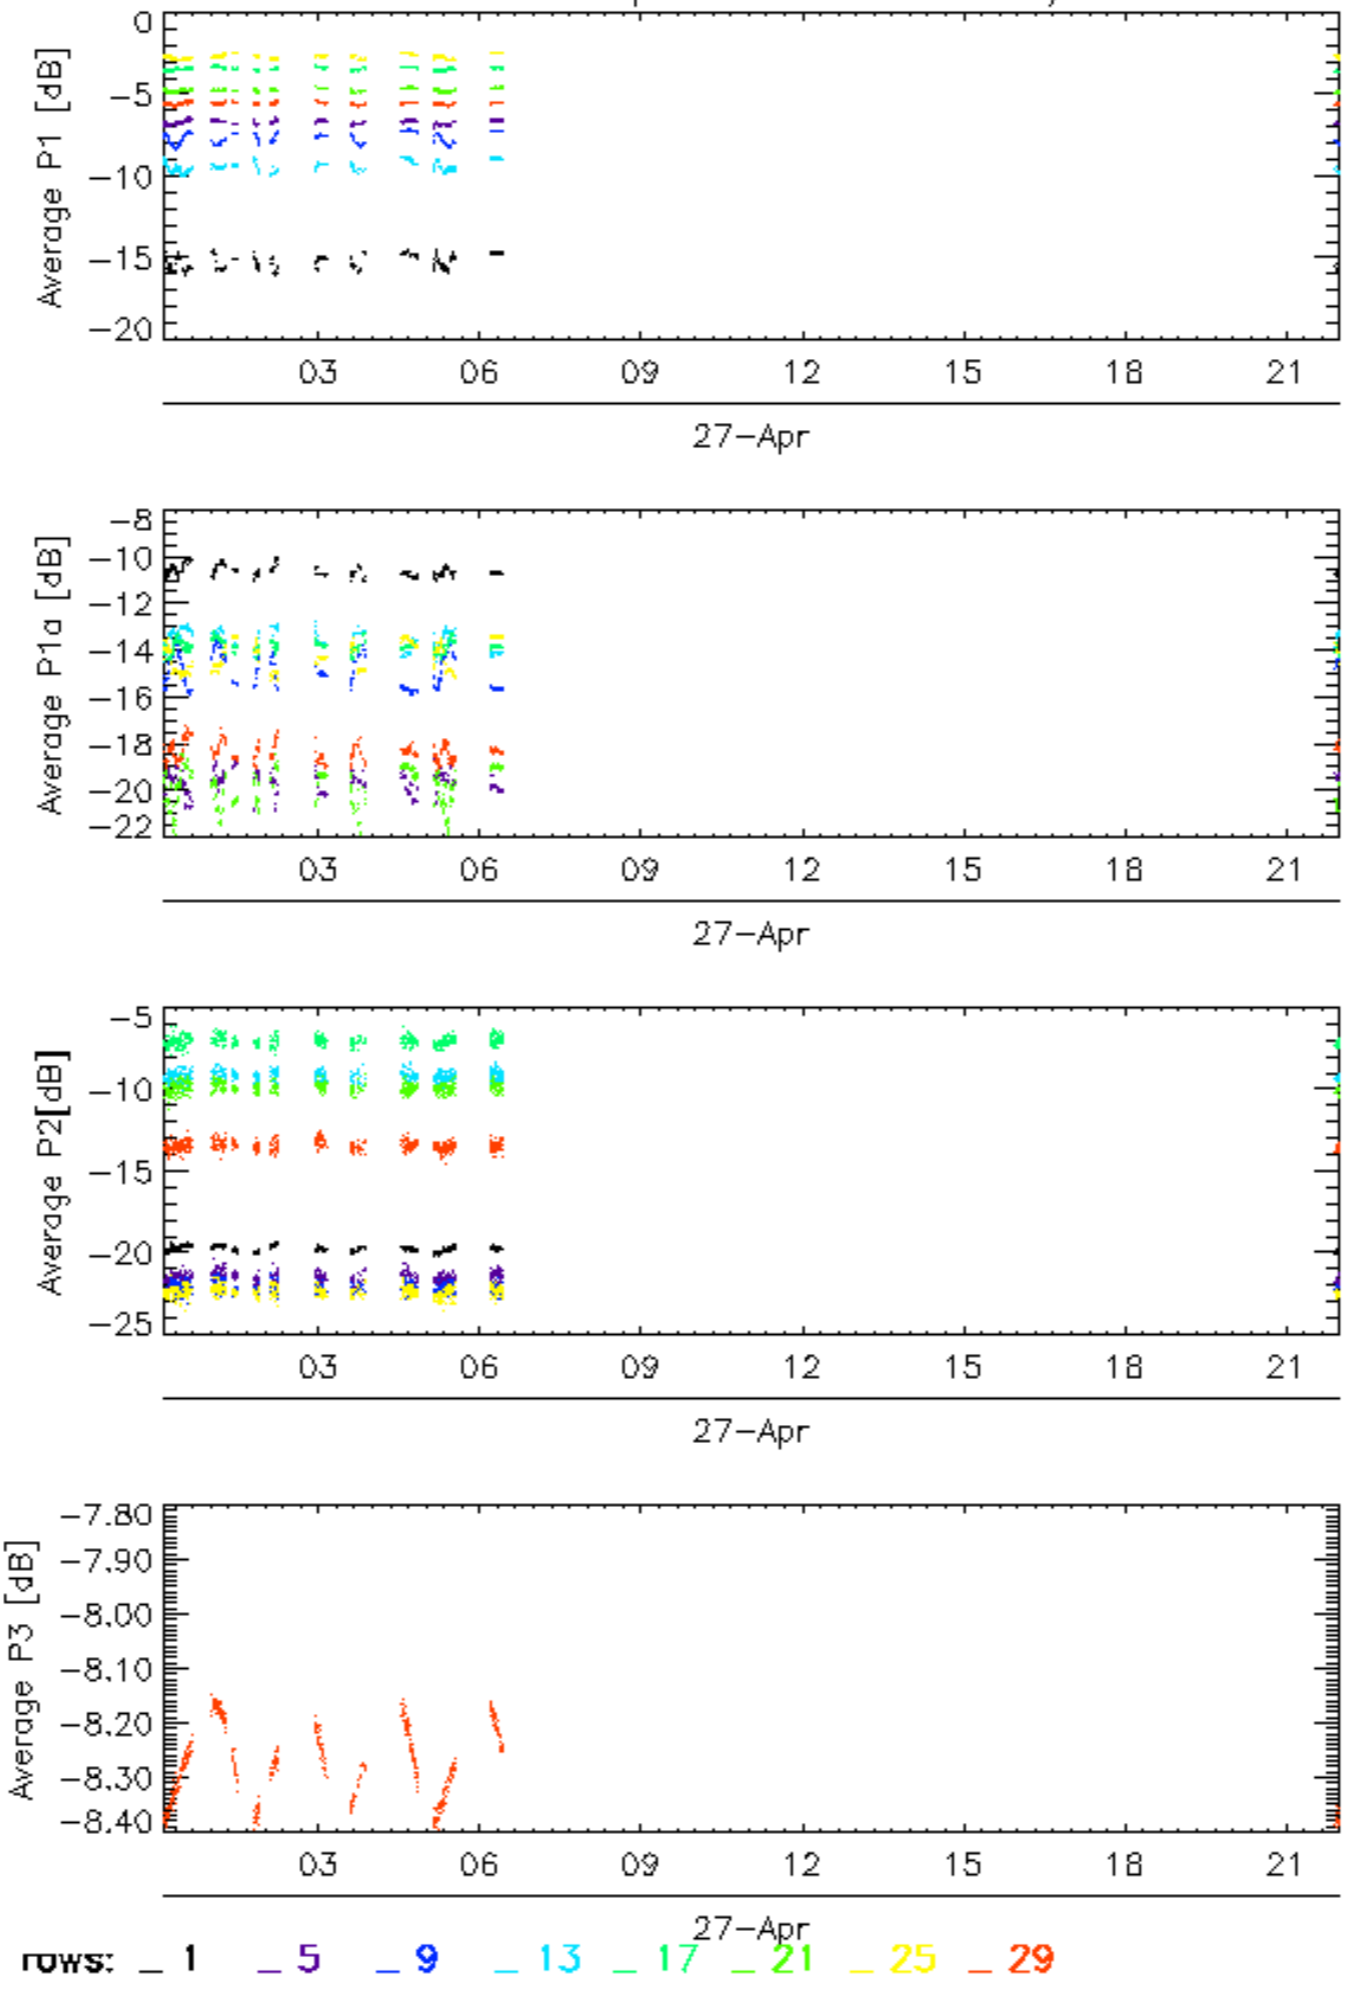 0
-5
-10
-15
-20
Average P1 [dB]
03 06 09 12 15 18 21
27-Apr
-8
-10
-12
-14
-16
-18
-20
-22
Average P1a [dB]
03 06 09 12 15 18 21
27-Apr
-5
-10
-15
-20
-25
Average P2[dB]
03 06 09 12 15 18 21
27-Apr
-7.80
-7.90
-8.00
-8.10
-8.20
-8.30
-8.40
Average P3 [dB]
03 06 09 12 15 18 21
27-Apr
rows: _ 1 _ 5 _ 9 _ 13 _ 17 _ 21 _ 25 _ 29